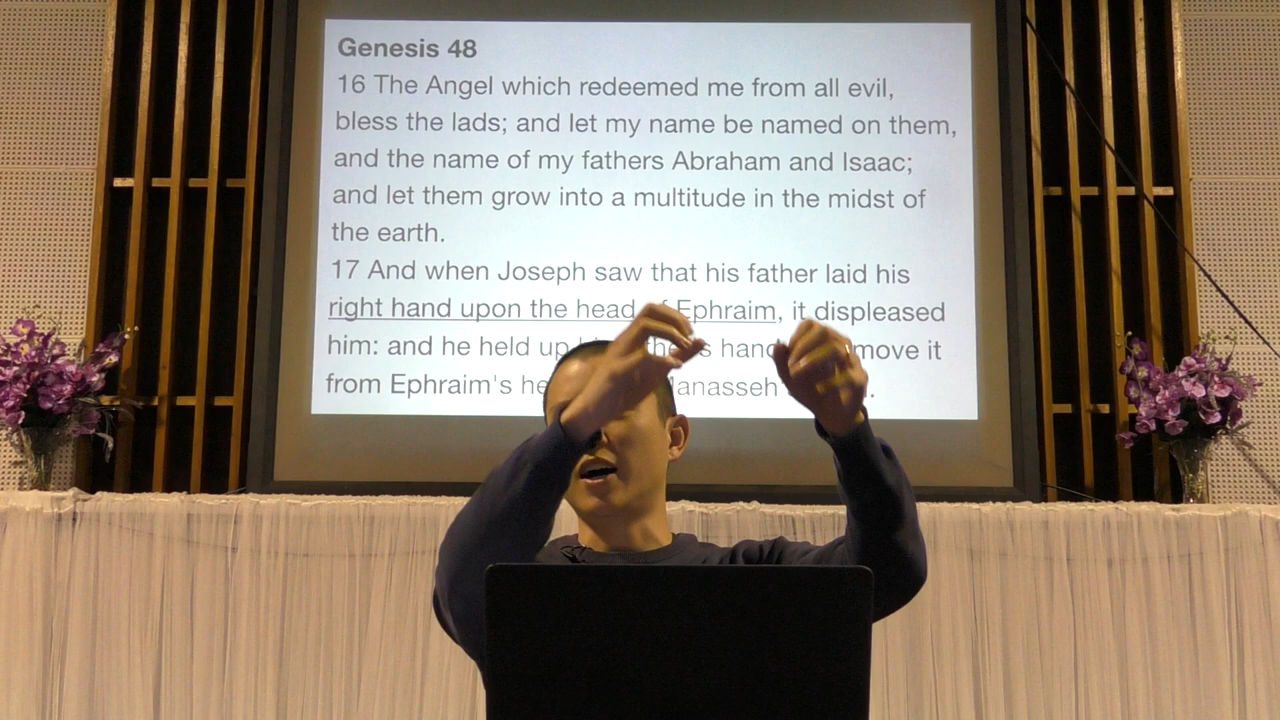 Genesis 48
16 The Angel which redeemed me from all evil,
bless the lads; and let my name be named on them,
and the name of my fathers Abraham and Isaac;
and let them grow into a multitude in the midst of
the earth.
17 And when Joseph saw that his father laid his
right hand upon the head of Ephraim, it displeased
him: and he held up hand move it
from Ephraim's